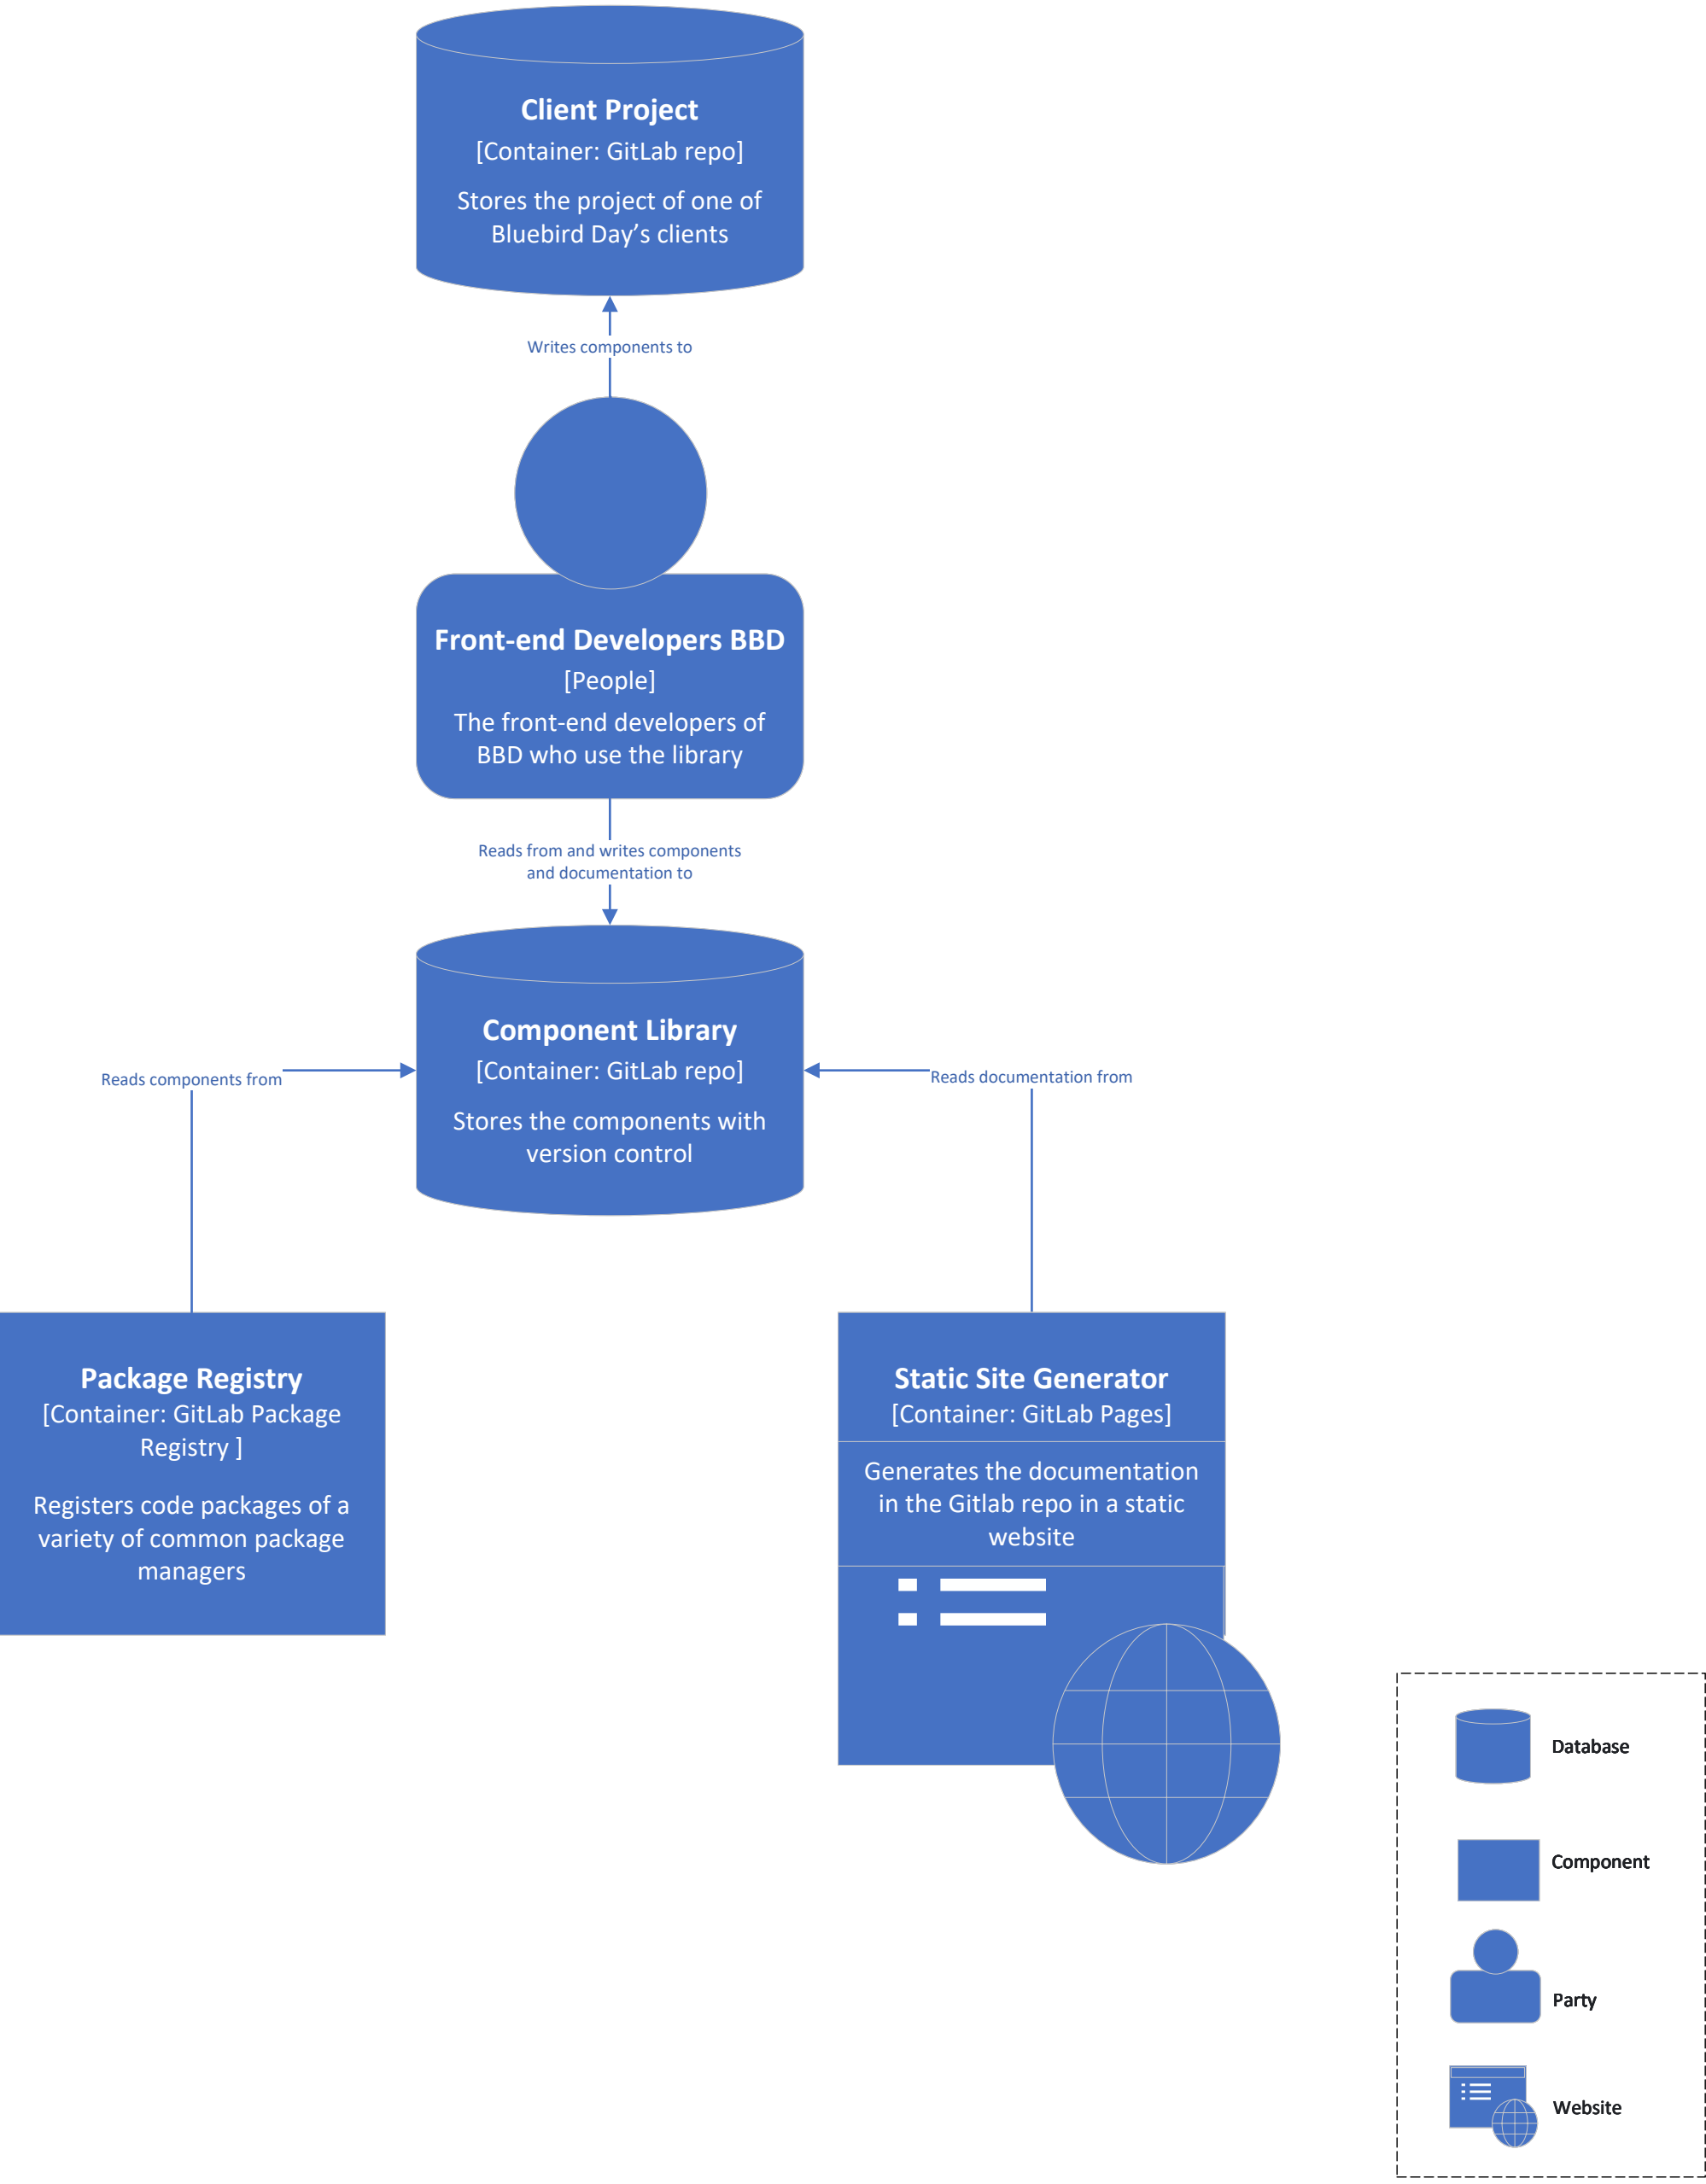 Client Project
[Container: GitLab repo]
Stores the project of one of
Bluebird Day’s clients
Writes components to
Front-end Developers BBD
[People]
The front-end developers of
BBD who use the library
Reads from and writes components
and documentation to
Component Library
[Container: GitLab repo]
Stores the components with
version control
Reads components from
Reads documentation from
Package Registry
[Container: GitLab Package
Registry ]
Registers code packages of a
variety of common package
managers
Static Site Generator
[Container: GitLab Pages]
Generates the documentation
in the Gitlab repo in a static
website
Database
Component
Party
Website